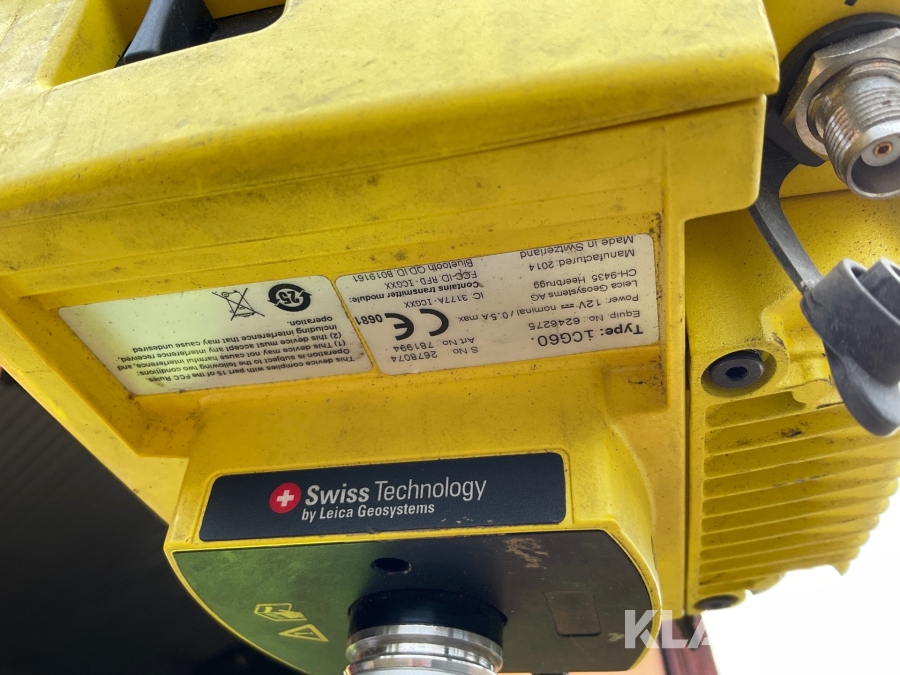 Type: iCG60.
Equip No.: 6246275
Power: 12V nominal / 0.5A max
Leica Geosystems AG
CH-9435 Heerbrugg
Manufactured 2014
Made in Switzerland
S.No 2678074
Art.No 781994
CE 0681
IC: 3177A-ICGXX
Contains transmitter module:
FCC-ID: RFD-ICGXX
Bluetooth QD ID B019161
This device complies with part 15 of the FCC Rules.
Operation is subject to the following two conditions:
(1) This device may not cause harmful interference, and
(2) this device must accept any interference received,
including interference that may cause undesired
operation.
25
Swiss Technology
by Leica Geosystems